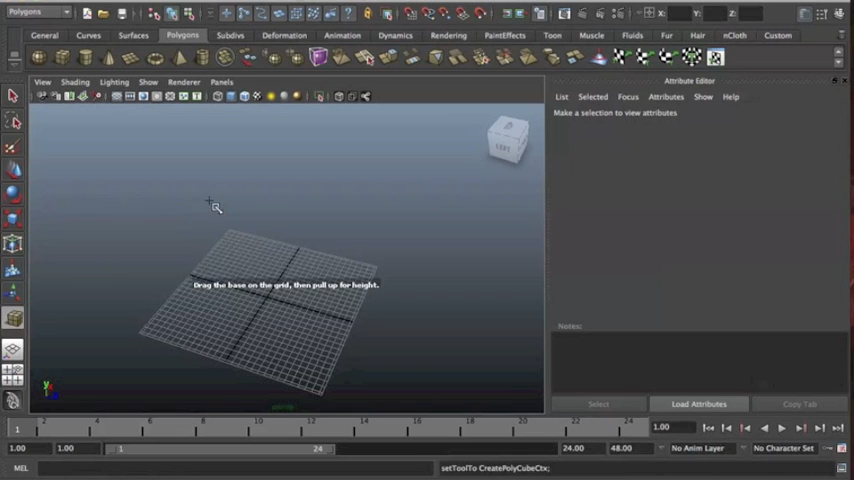 Polygons X: Y: Z:
General Curves Surfaces Polygons Subdivs Deformation Animation Dynamics Rendering PaintEffects Toon Muscle Fluids Fur Hair nCloth Custom
View Shading Lighting Show Renderer Panels
Attribute Editor
List Selected Focus Attributes Show Help
Make a selection to view attributes
Drag the base on the grid, then pull up for height.
Notes:
Select Load Attributes Copy Tab
1 2 4 6 8 10 12 14 16 18 20 22 24 1.00
1.00 1.00 1 24 24.00 48.00 No Anim Layer No Character Set
MEL setToolTo CreatePolyCubeCtx;